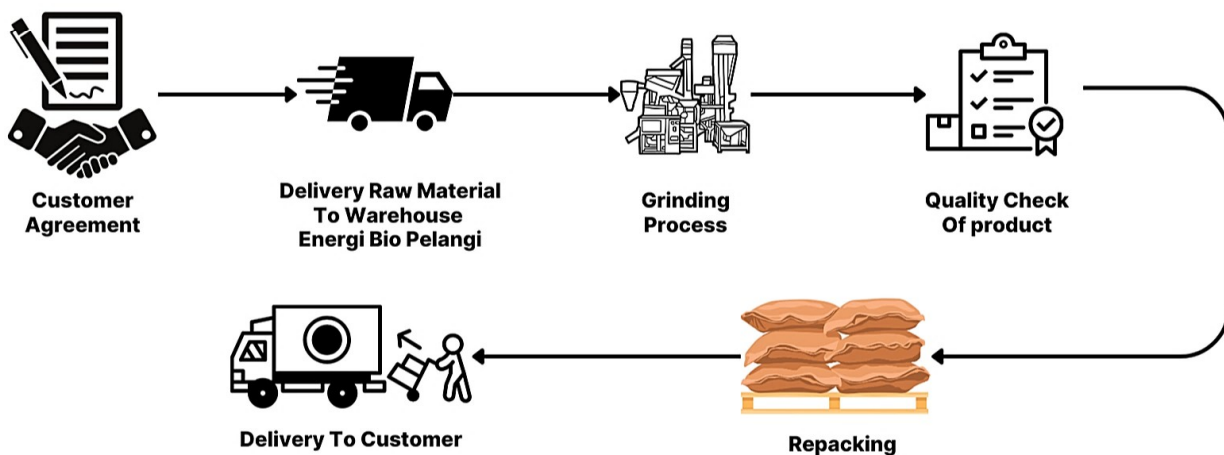 Customer
Agreement
Delivery Raw Material
To Warehouse
Energi Bio Pelangi
Grinding
Process
Quality Check
Of product
Repacking
Delivery To Customer